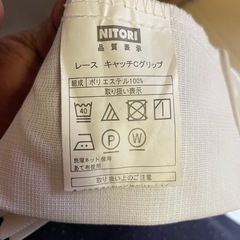 NITORI
品質表示
レース キャッチCグリップ
組成 ポリエステル100%
取り扱い表示
40
P W
洗濯ネット使用
あて布使用
取り扱い上のご注意